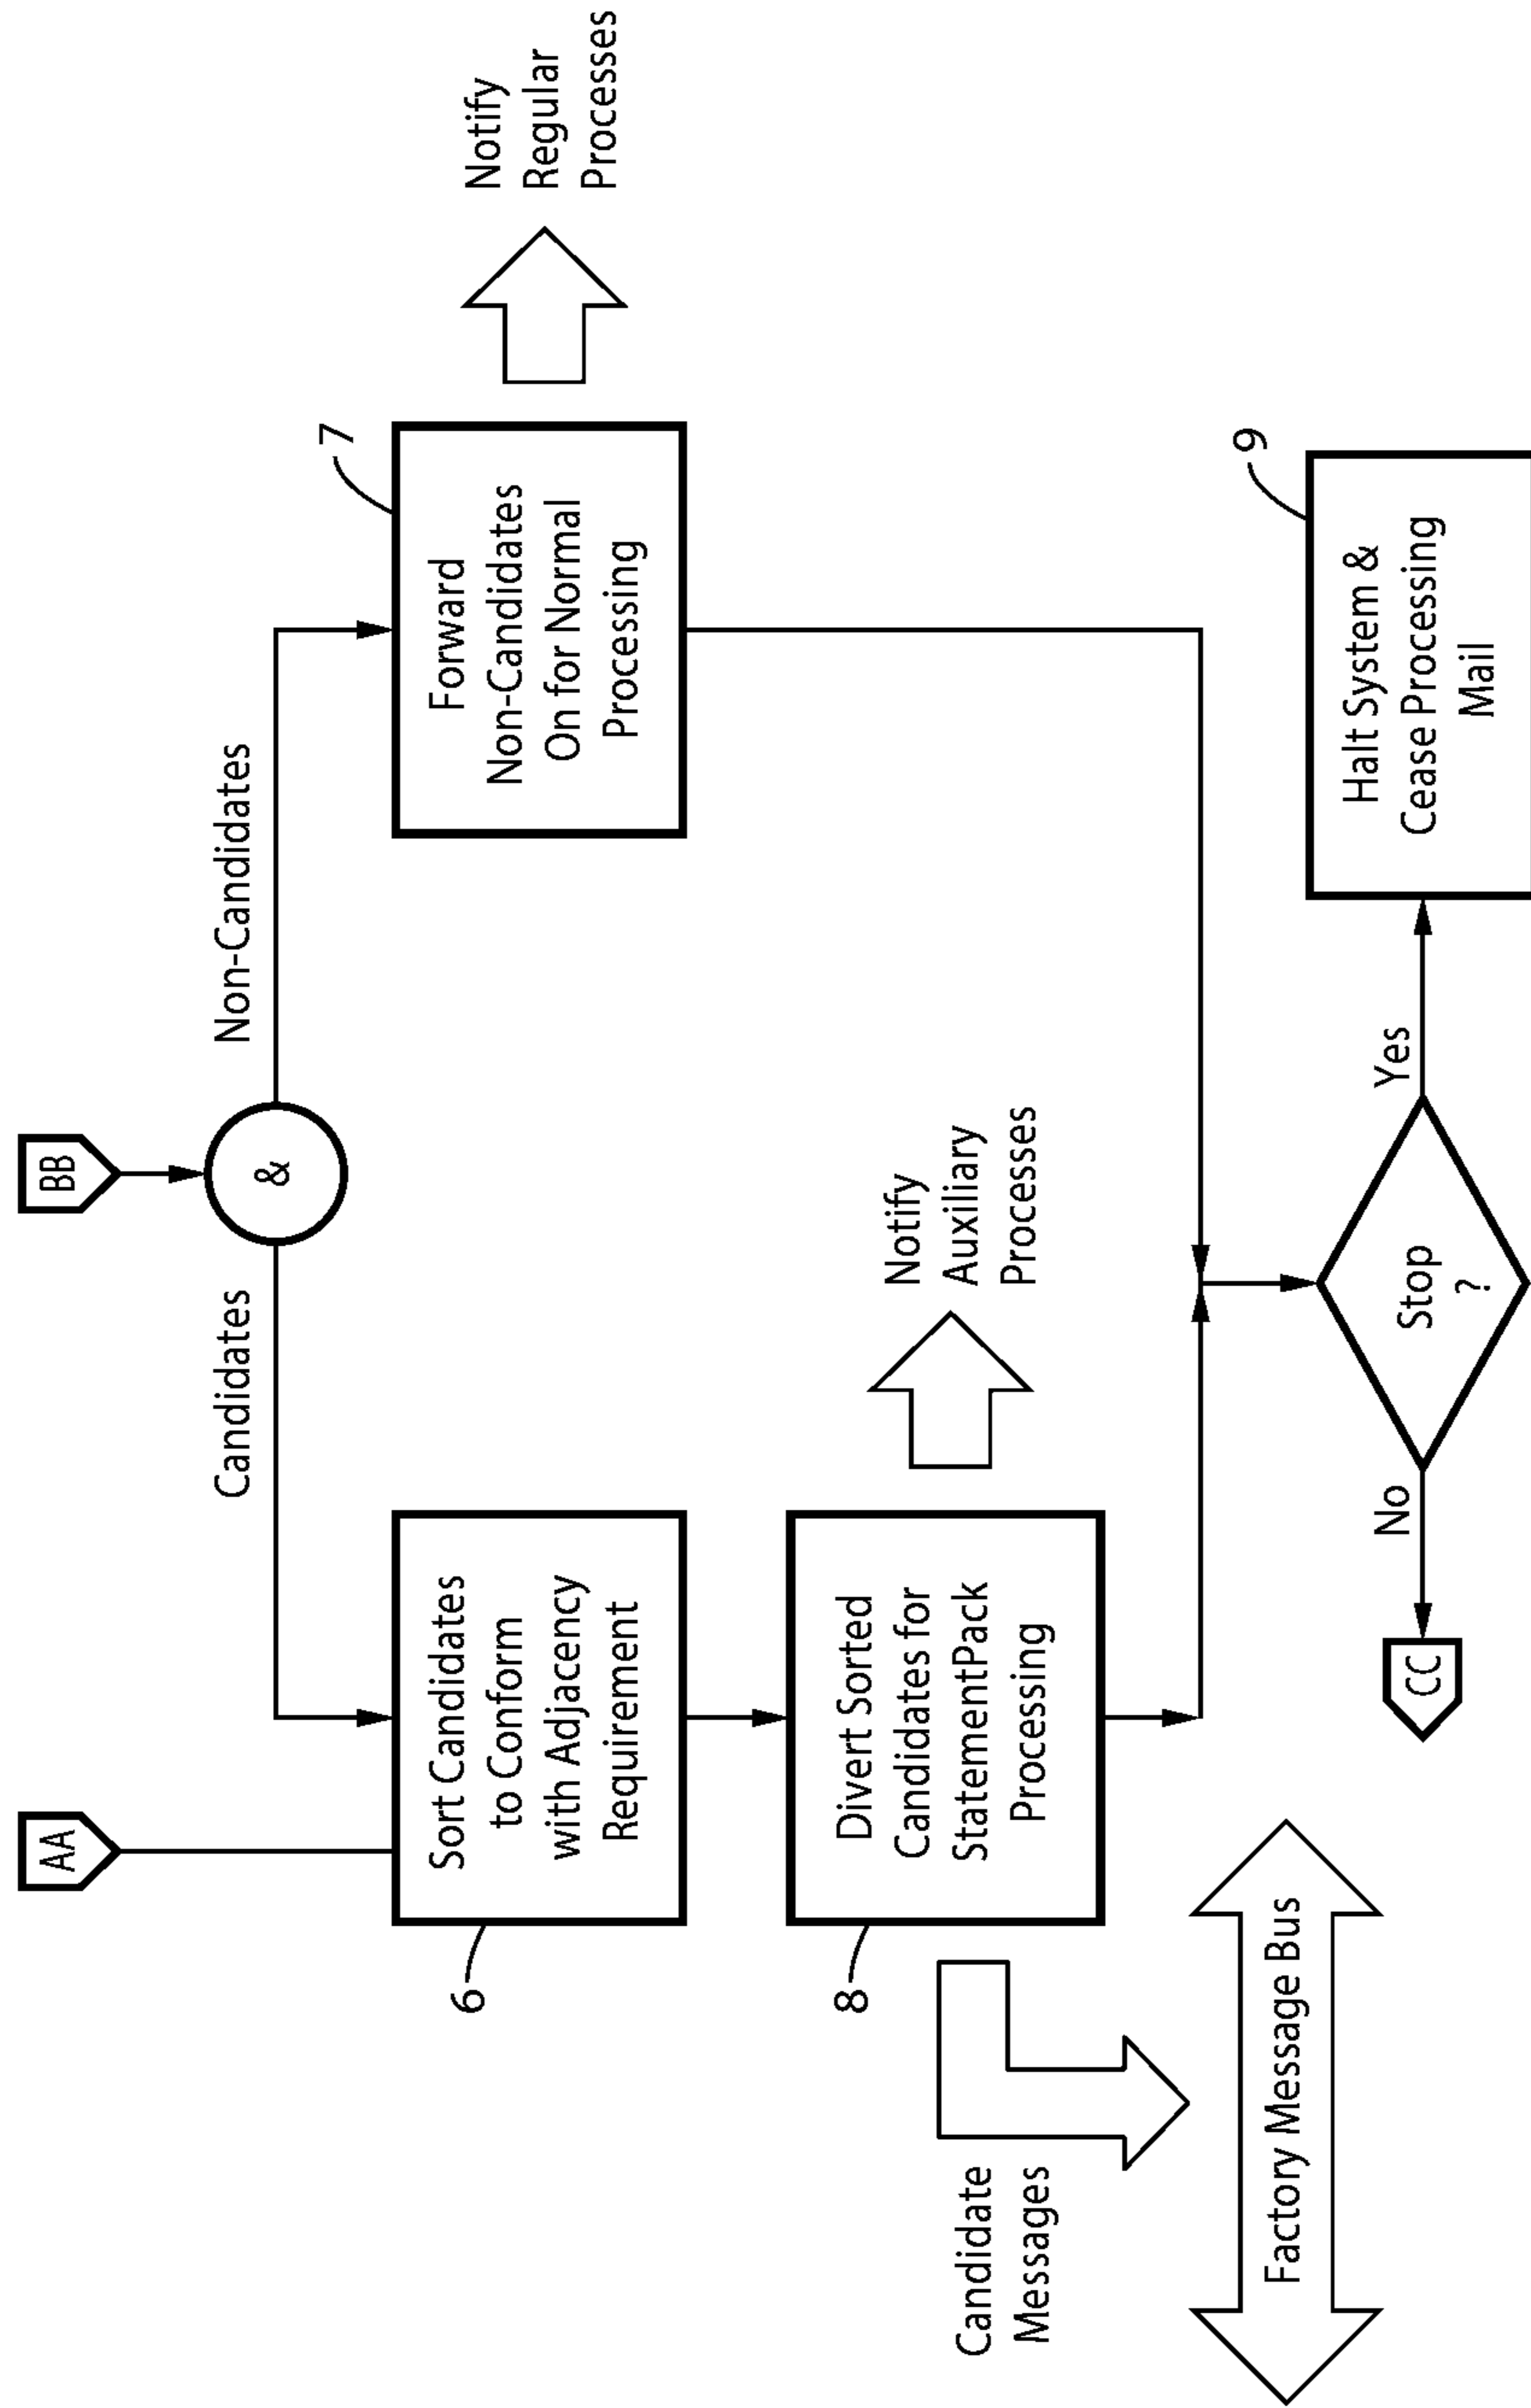 AA
BB
Candidates
&
Non-Candidates
6
Sort Candidates
to Conform
with Adjacency
Requirement
7
Forward
Non-Candidates
On for Normal
Processing
Notify
Regular
Processes
8
Divert Sorted
Candidates for
StatementPack
Processing
Notify
Auxiliary
Processes
Candidate
Messages
Factory Message Bus
CC
No
Stop
?
Yes
9
Halt System &
Cease Processing
Mail